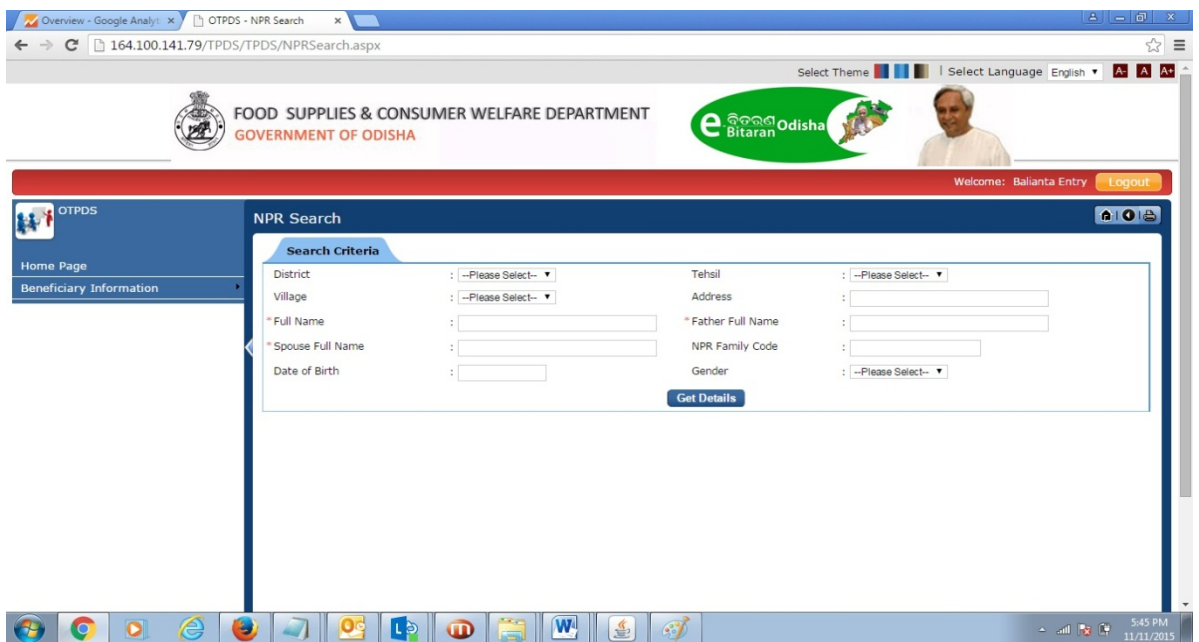 Overview - Google Analyti
OTPDS - NPR Search
164.100.141.79/TPDS/TPDS/NPRSearch.aspx
Select Theme | Select Language English A- A A+
FOOD SUPPLIES & CONSUMER WELFARE DEPARTMENT
GOVERNMENT OF ODISHA
e-ବିତରଣ
Bitaran Odisha
Welcome: Balianta Entry Logout
OTPDS
Home Page
Beneficiary Information
NPR Search
Search Criteria
District : --Please Select-- Tehsil : --Please Select--
Village : --Please Select-- Address :
*Full Name : *Father Full Name :
*Spouse Full Name : NPR Family Code :
Date of Birth : Gender : --Please Select--
Get Details
5:45 PM
11/11/2015